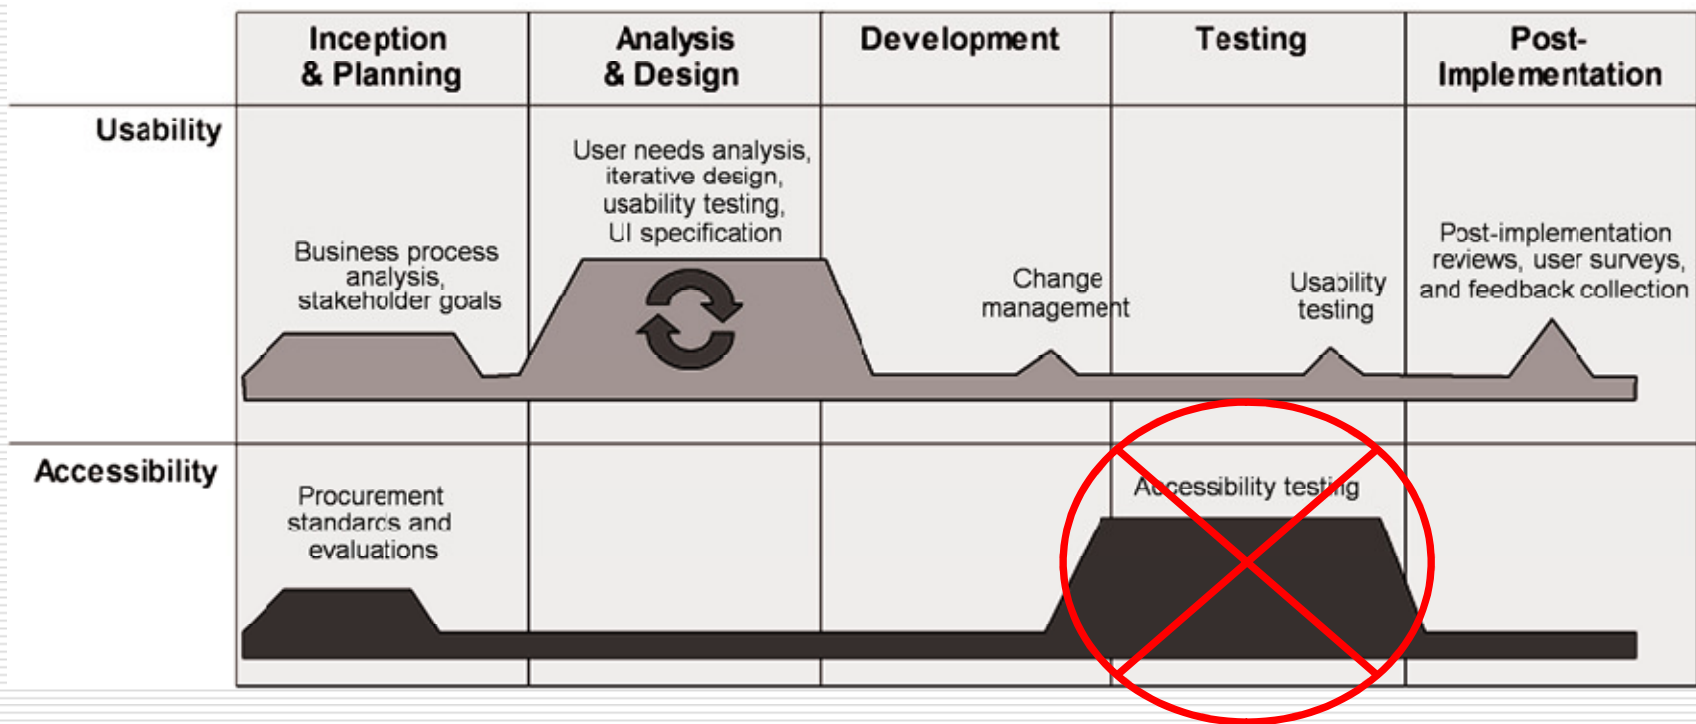 Inception
& Planning
Analysis
& Design
Development
Testing
Post-
Implementation
Usability
Business process
analysis,
stakeholder goals
User needs analysis,
iterative design,
usability testing,
UI specification
Change
management
Usability
testing
Post-implementation
reviews, user surveys,
and feedback collection
Accessibility
Procurement
standards and
evaluations
Accessibility testing